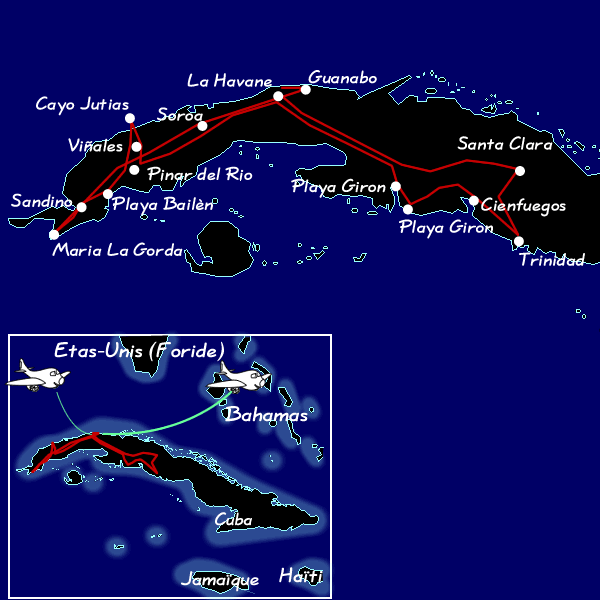 Guanabo
La Havane
Cayo Jutias
Soroa
Viñales
Santa Clara
Pinar del Rio
Playa Giron
Sandino
Playa Bailèn
Cienfuegos
Playa Giron
Maria La Gorda
Trinidad
Etas-Unis (Foride)
Bahamas
Cuba
Jamaique
Haïti